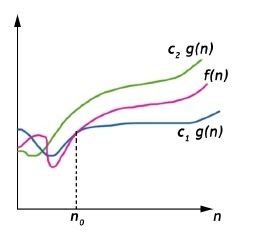 c₂ g(n)
f(n)
c₁ g(n)
n₀
n